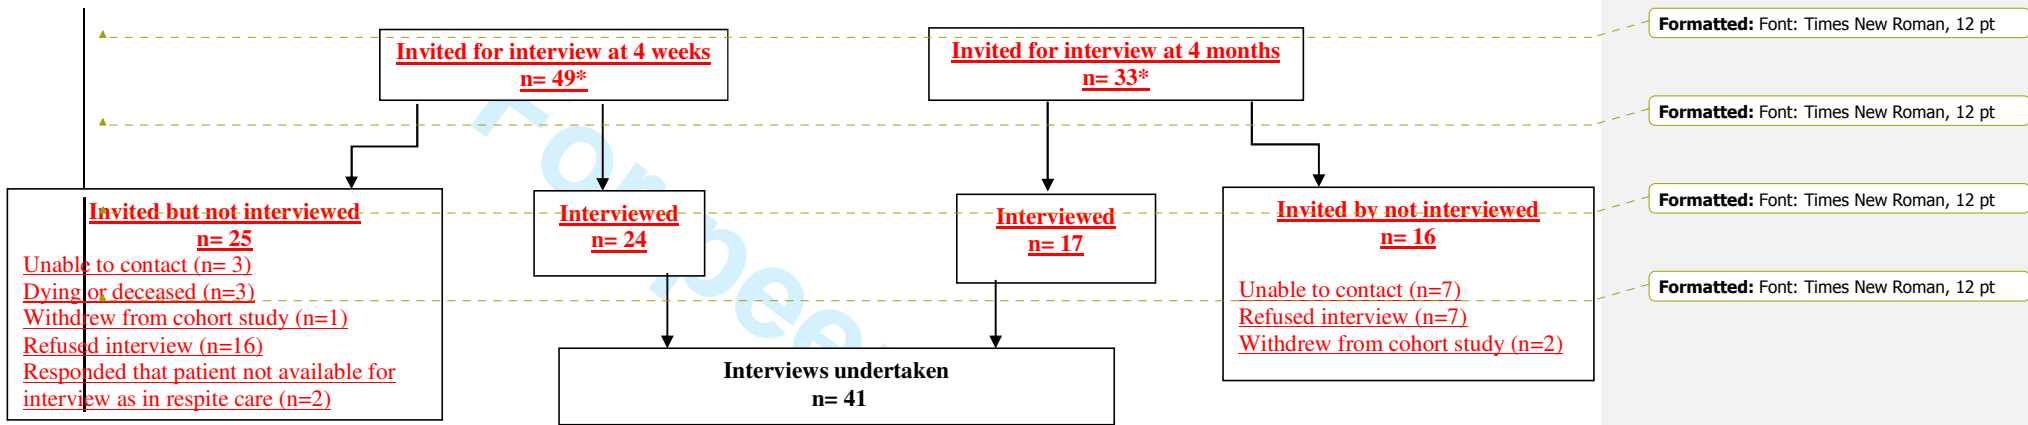 Invited for interview at 4 weeks
n= 49*
Invited for interview at 4 months
n= 33*
Invited but not interviewed
n= 25
Unable to contact (n= 3)
Dying or deceased (n=3)
Withdrew from cohort study (n=1)
Refused interview (n=16)
Responded that patient not available for
interview as in respite care (n=2)
Interviewed
n= 24
Interviewed
n= 17
Invited by not interviewed
n= 16
Unable to contact (n=7)
Refused interview (n=7)
Withdrew from cohort study (n=2)
Interviews undertaken
n= 41
Formatted: Font: Times New Roman, 12 pt
Formatted: Font: Times New Roman, 12 pt
Formatted: Font: Times New Roman, 12 pt
Formatted: Font: Times New Roman, 12 pt
For pee